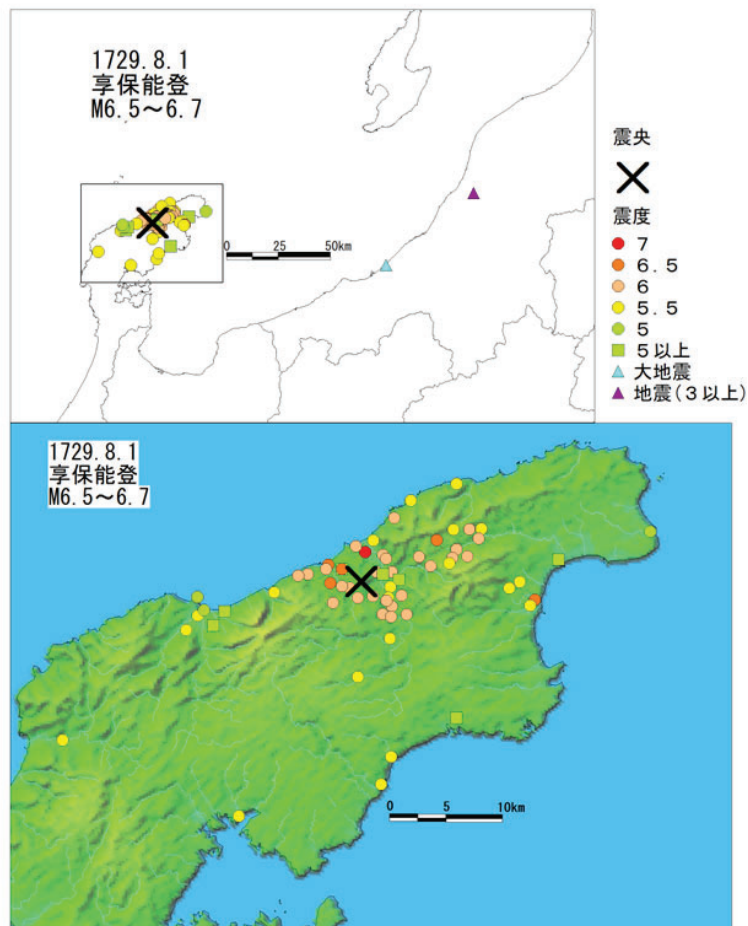 1729.8.1
享保能登
M6.5～6.7
0 25 50km
震央
震度
7
6.5
6
5.5
5
5以上
大地震
地震(3以上)
1729.8.1
享保能登
M6.5～6.7
0 5 10km